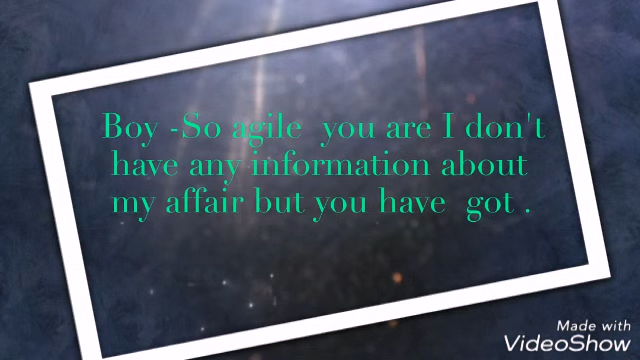 Boy -So agile  you are I don't
have any information about
my affair but you have  got .
Made with
VideoShow